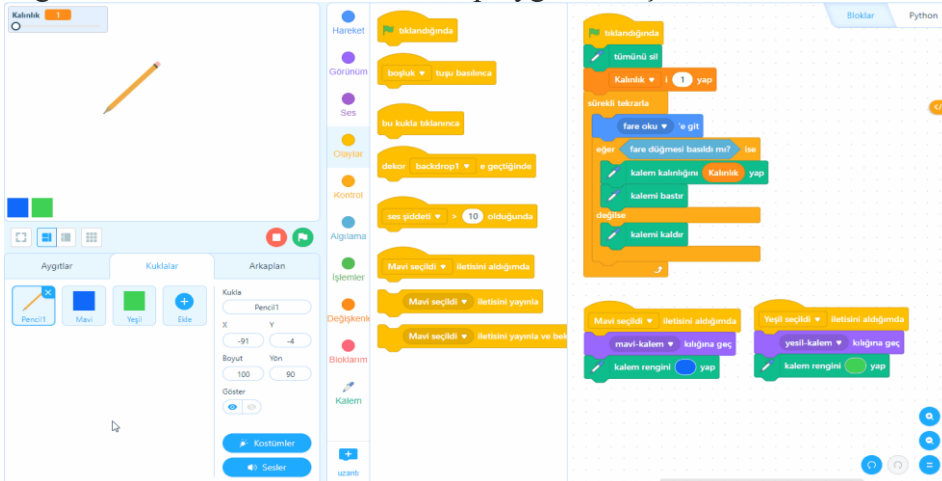 Kalınlık 1
Aygıtlar Kuklalar Arkaplan
Pencil1
Mavi
Yeşil
Ekle
Kukla
Pencil1
X Y
-91 -4
Boyut Yön
100 90
Göster
Kostümler
Sesler
Hareket
Görünüm
Ses
Olaylar
Kontrol
Algılama
İşlemler
Değişkenl
Bloklarım
Kalem
uzantı
tıklandığında
boşluk tuşu basılınca
bu kukla tıklanınca
dekor backdrop1 e geçtiğinde
ses şiddeti > 10 olduğunda
Mavi seçildi iletisini aldığımda
Mavi seçildi iletisini yayınla
Mavi seçildi iletisini yayınla ve bek
Bloklar Python
tıklandığında
tümünü sil
Kalınlık i 1 yap
sürekli tekrarla
fare oku 'e git
eğer fare düğmesi basıldı mı? ise
kalem kalınlığını Kalınlık yap
kalemi bastır
değilse
kalemi kaldır
Mavi seçildi iletisini aldığımda
mavi-kalem kılığına geç
kalem rengini yap
Yeşil seçildi iletisini aldığımda
yesil-kalem kılığına geç
kalem rengini yap